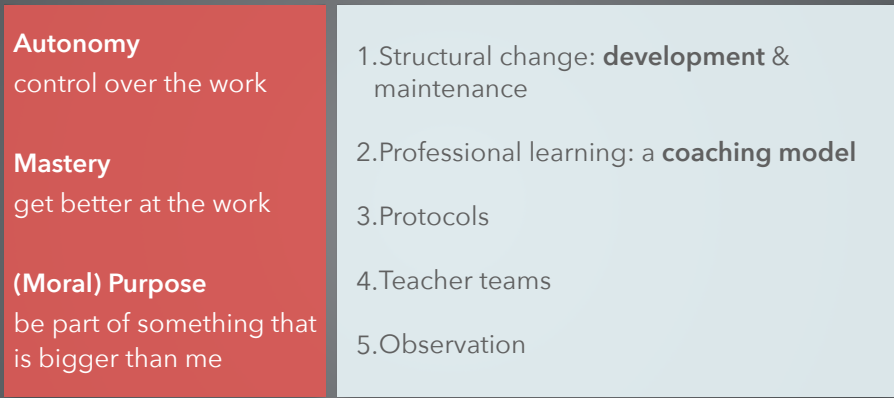 Autonomy
control over the work
Mastery
get better at the work
(Moral) Purpose
be part of something that
is bigger than me
1.Structural change: development &
maintenance
2.Professional learning: a coaching model
3.Protocols
4.Teacher teams
5.Observation